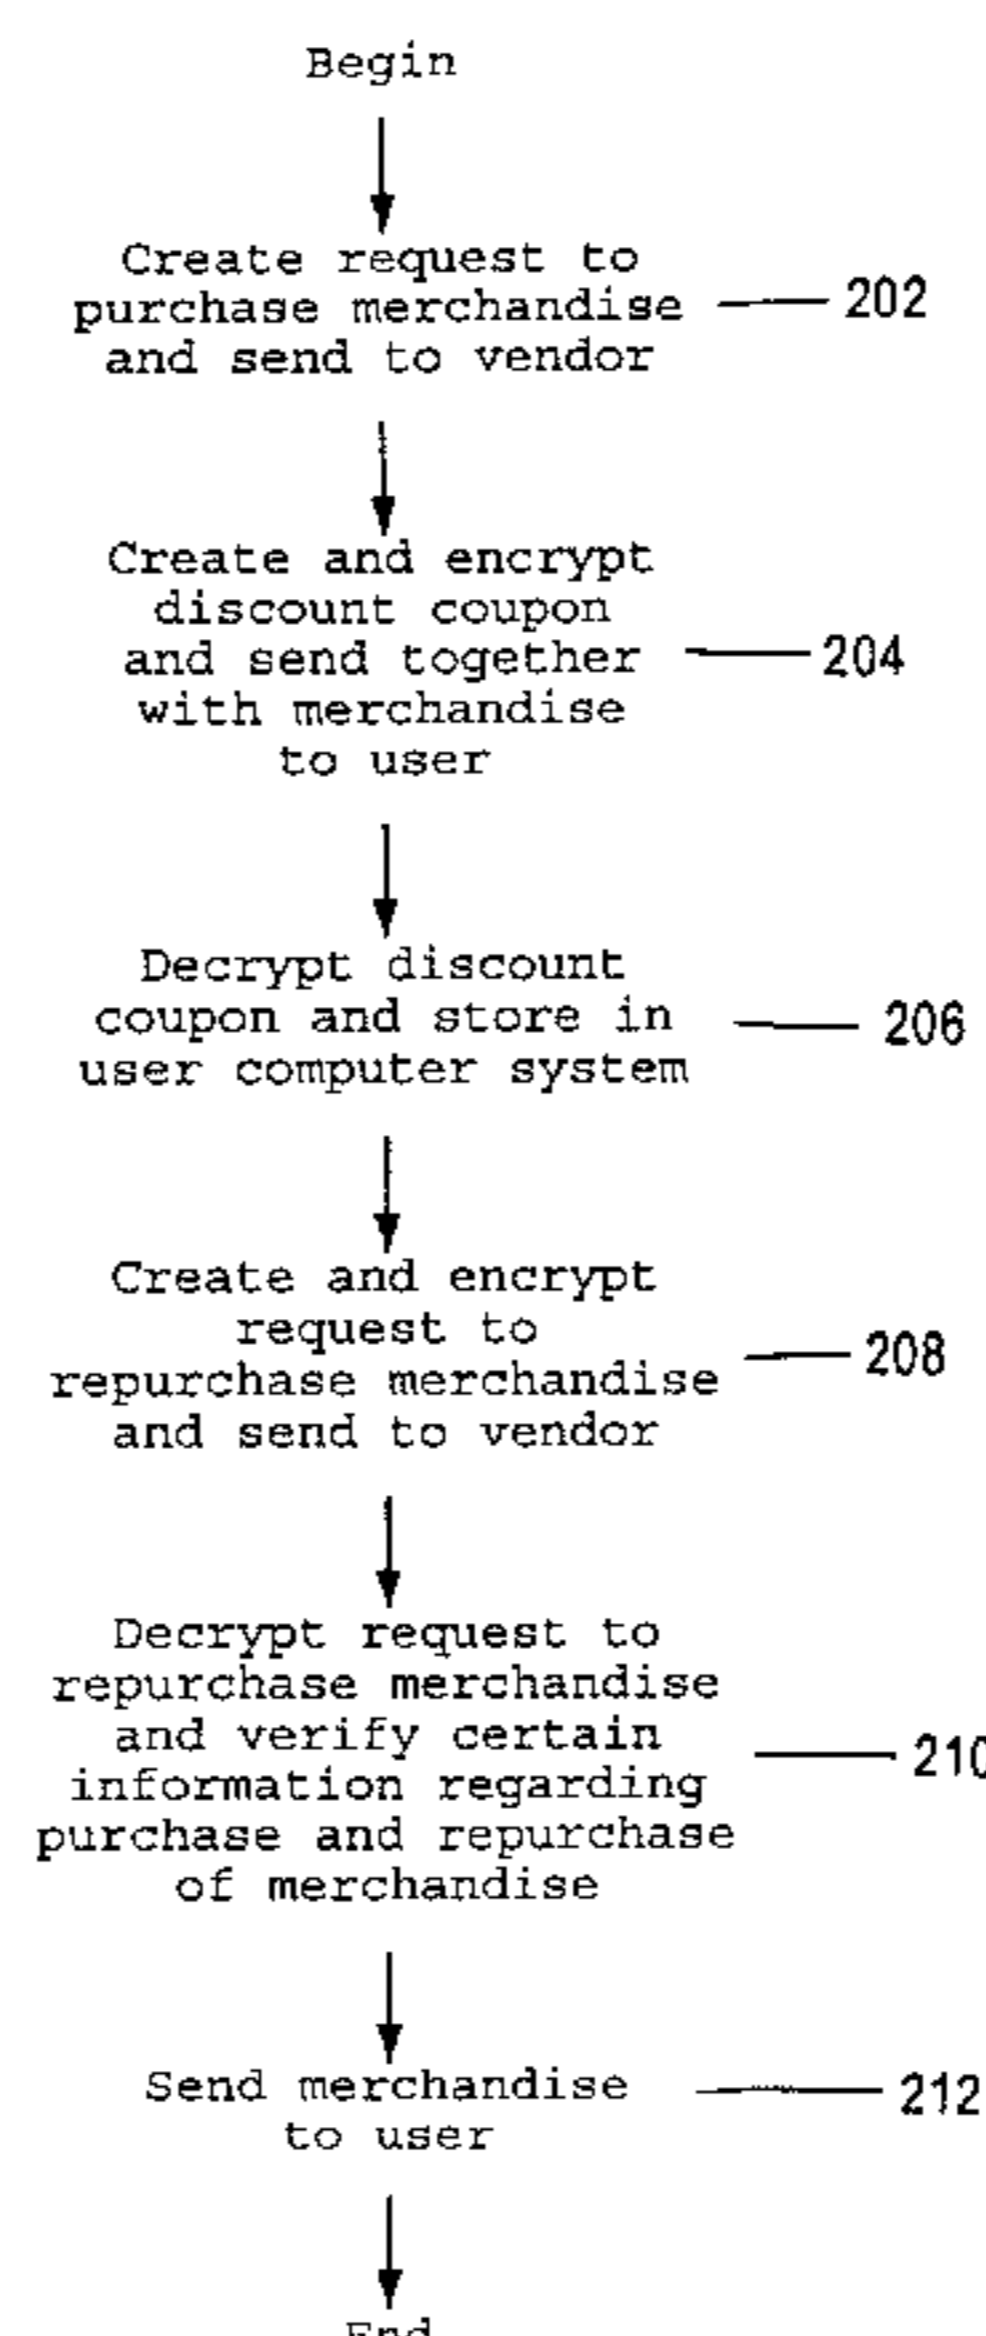 Begin
Create request to
purchase merchandise
and send to vendor
202
Create and encrypt
discount coupon
and send together
with merchandise
to user
204
Decrypt discount
coupon and store in
user computer system
206
Create and encrypt
request to
repurchase merchandise
and send to vendor
208
Decrypt request to
repurchase merchandise
and verify certain
information regarding
purchase and repurchase
of merchandise
210
Send merchandise
to user
212
End